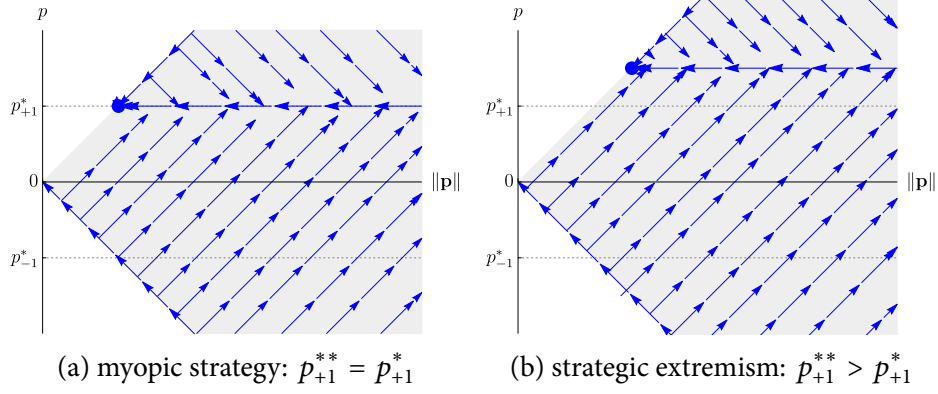 p p
p*+1 p*+1
0 ‖p‖ 0 ‖p‖
p*−1 p*−1
(a) myopic strategy: p**+1 = p*+1 (b) strategic extremism: p**+1 > p*+1